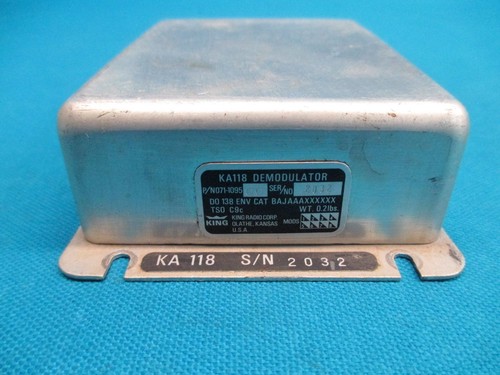 KA118 DEMODULATOR
P/N071-1095 SER/NO
DO 138 ENV CAT BAJAAAXXXXXX
TSO C9c WT. 0.2lbs
KING KING RADIO CORP. MODS
OLATHE, KANSAS
U.S.A
KA 118 S/N 2032